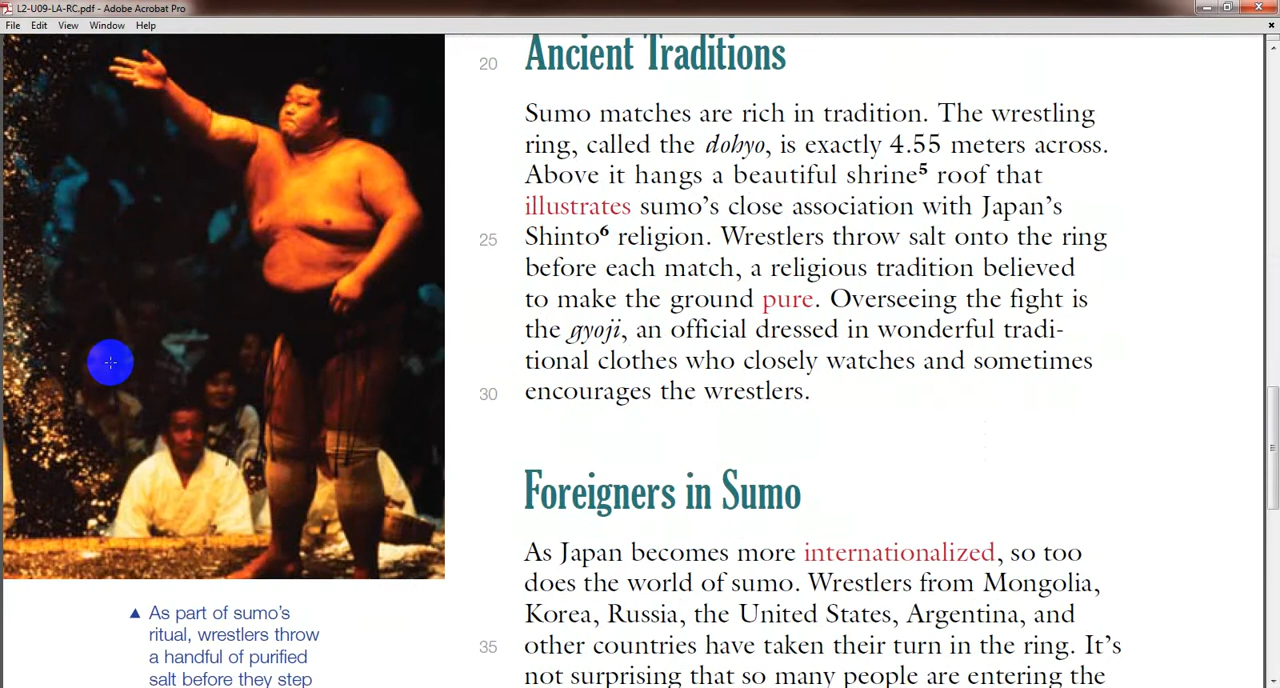 L2-U09-LA-RC.pdf - Adobe Acrobat Pro
File Edit View Window Help
20
Ancient Traditions
Sumo matches are rich in tradition. The wrestling
ring, called the dohyo, is exactly 4.55 meters across.
Above it hangs a beautiful shrine⁵ roof that
illustrates sumo’s close association with Japan’s
25
Shinto⁶ religion. Wrestlers throw salt onto the ring
before each match, a religious tradition believed
to make the ground pure. Overseeing the fight is
the gyoji, an official dressed in wonderful tradi-
tional clothes who closely watches and sometimes
30
encourages the wrestlers.
Foreigners in Sumo
As Japan becomes more internationalized, so too
does the world of sumo. Wrestlers from Mongolia,
Korea, Russia, the United States, Argentina, and
35
other countries have taken their turn in the ring. It’s
not surprising that so many people are entering the
▲ As part of sumo’s
ritual, wrestlers throw
a handful of purified
salt before they step